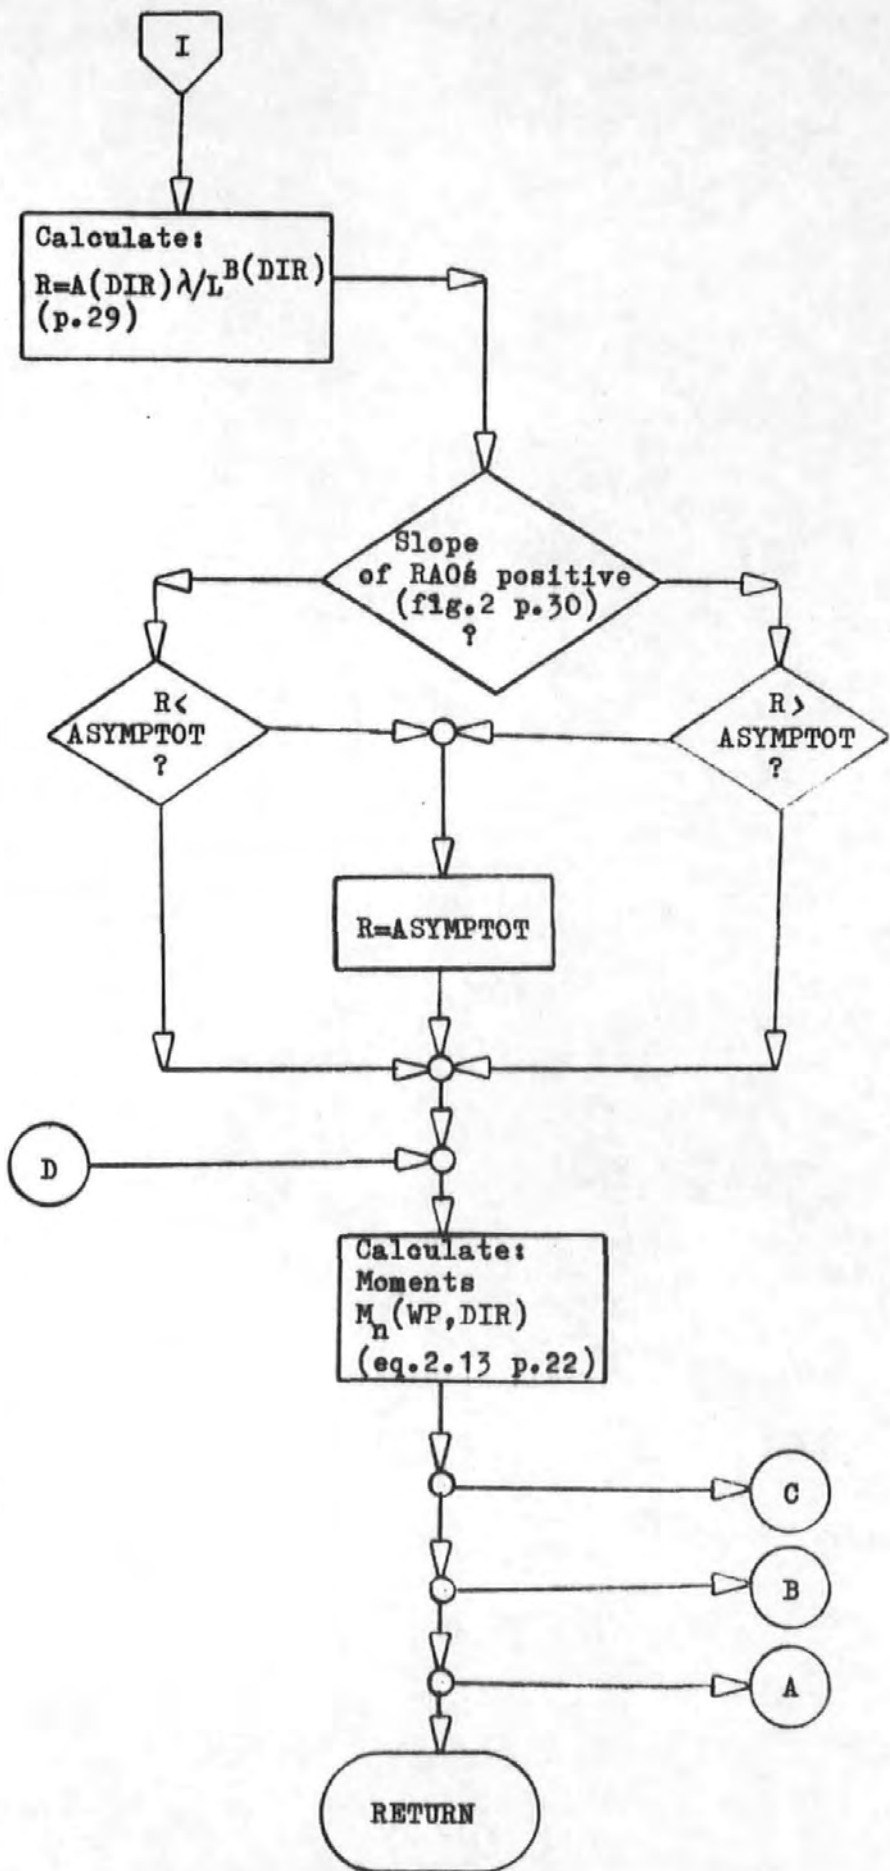 I
Calculate:
R=A(DIR)λ/L^B(DIR)
(p.29)
Slope
of RAO's positive
(fig.2 p.30)
?
R<
ASYMPTOT
?
R>
ASYMPTOT
?
R=ASYMPTOT
D
Calculate:
Moments
M_n(WP,DIR)
(eq.2.13 p.22)
C
B
A
RETURN